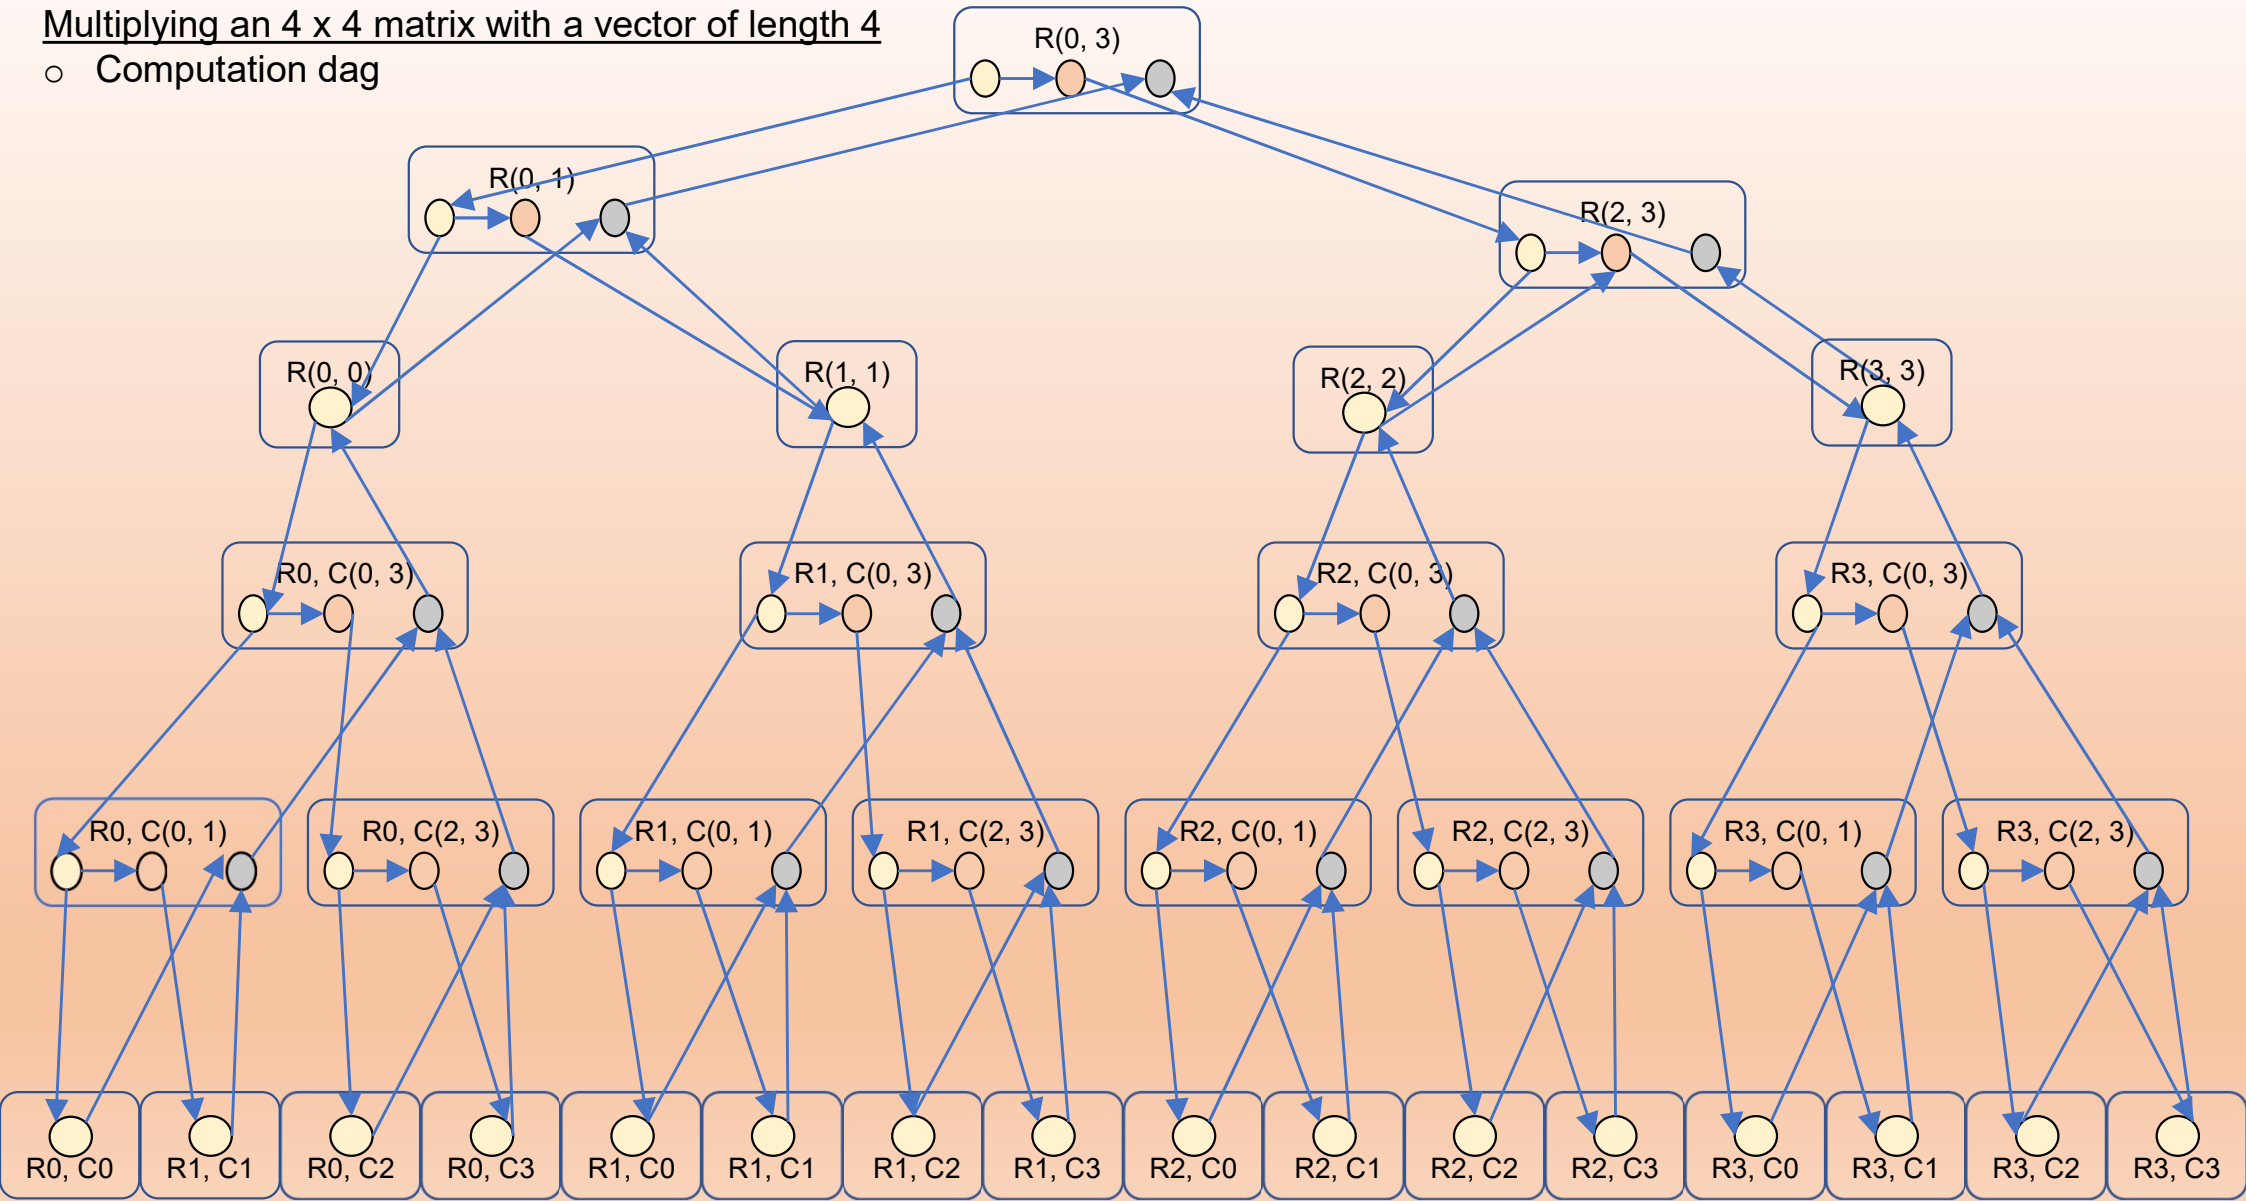 Multiplying an 4 x 4 matrix with a vector of length 4
○ Computation dag
R(0, 3)
R(0, 1)
R(2, 3)
R(0, 0)
R(1, 1)
R(2, 2)
R(3, 3)
R0, C(0, 3)
R1, C(0, 3)
R2, C(0, 3)
R3, C(0, 3)
R0, C(0, 1)
R0, C(2, 3)
R1, C(0, 1)
R1, C(2, 3)
R2, C(0, 1)
R2, C(2, 3)
R3, C(0, 1)
R3, C(2, 3)
R0, C0
R1, C1
R0, C2
R0, C3
R1, C0
R1, C1
R1, C2
R1, C3
R2, C0
R2, C1
R2, C2
R2, C3
R3, C0
R3, C1
R3, C2
R3, C3